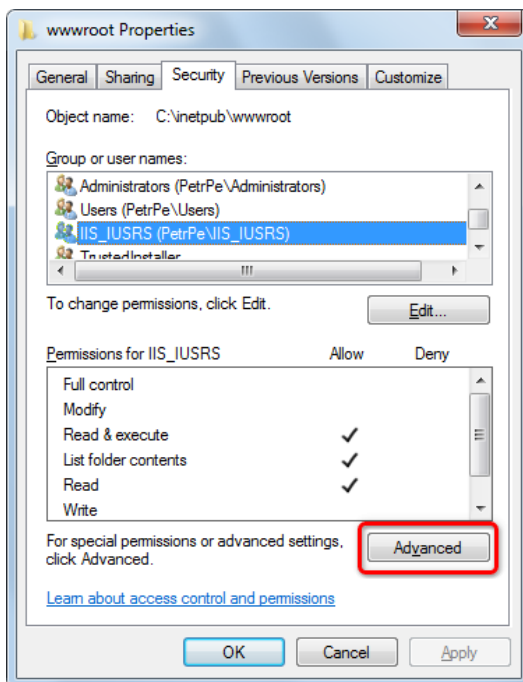 wwwroot Properties
General Sharing Security Previous Versions Customize
Object name: C:\inetpub\wwwroot
Group or user names:
Administrators (PetrPe\Administrators)
Users (PetrPe\Users)
IIS_IUSRS (PetrPe\IIS_IUSRS)
TrustedInstaller
To change permissions, click Edit.
Edit...
Permissions for IIS_IUSRS Allow Deny
Full control
Modify
Read & execute
List folder contents
Read
Write
For special permissions or advanced settings,
click Advanced.
Advanced
Learn about access control and permissions
OK Cancel Apply